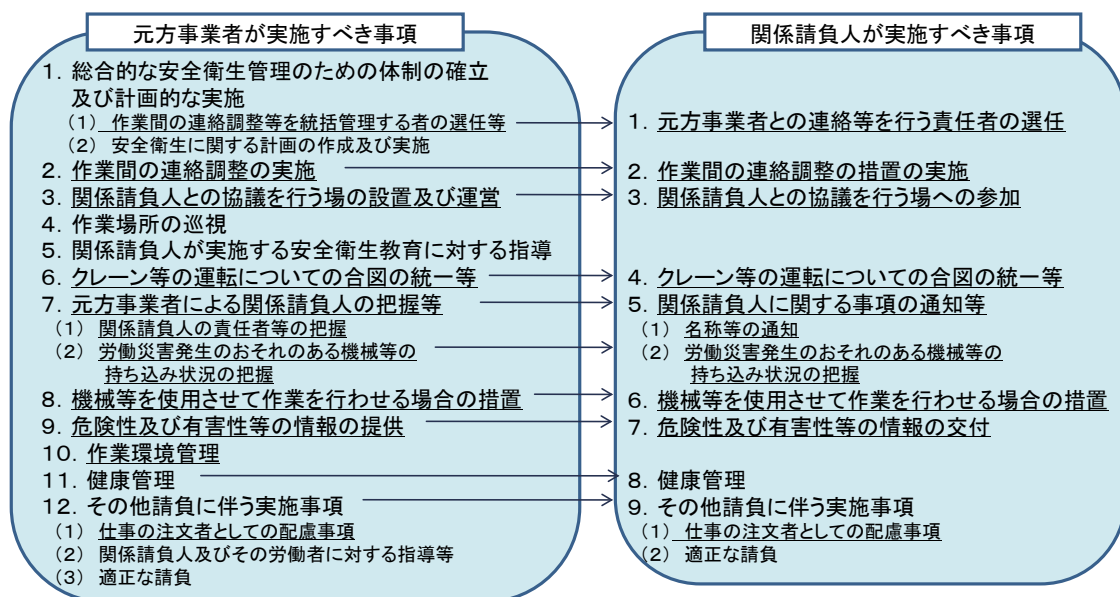 元方事業者が実施すべき事項
1．総合的な安全衛生管理のための体制の確立
及び計画的な実施
（1） 作業間の連絡調整等を統括管理する者の選任等
（2） 安全衛生に関する計画の作成及び実施
2．作業間の連絡調整の実施
3．関係請負人との協議を行う場の設置及び運営
4．作業場所の巡視
5．関係請負人が実施する安全衛生教育に対する指導
6．クレーン等の運転についての合図の統一等
7．元方事業者による関係請負人の把握等
（1） 関係請負人の責任者等の把握
（2） 労働災害発生のおそれのある機械等の
持ち込み状況の把握
8．機械等を使用させて作業を行わせる場合の措置
9．危険性及び有害性等の情報の提供
10．作業環境管理
11．健康管理
12．その他請負に伴う実施事項
（1） 仕事の注文者としての配慮事項
（2） 関係請負人及びその労働者に対する指導等
（3） 適正な請負
関係請負人が実施すべき事項
1．元方事業者との連絡等を行う責任者の選任
2．作業間の連絡調整の措置の実施
3．関係請負人との協議を行う場への参加
4．クレーン等の運転についての合図の統一等
5．関係請負人に関する事項の通知等
（1） 名称等の通知
（2） 労働災害発生のおそれのある機械等の
持ち込み状況の把握
6．機械等を使用させて作業を行わせる場合の措置
7．危険性及び有害性等の情報の交付
8．健康管理
9．その他請負に伴う実施事項
（1） 仕事の注文者としての配慮事項
（2） 適正な請負